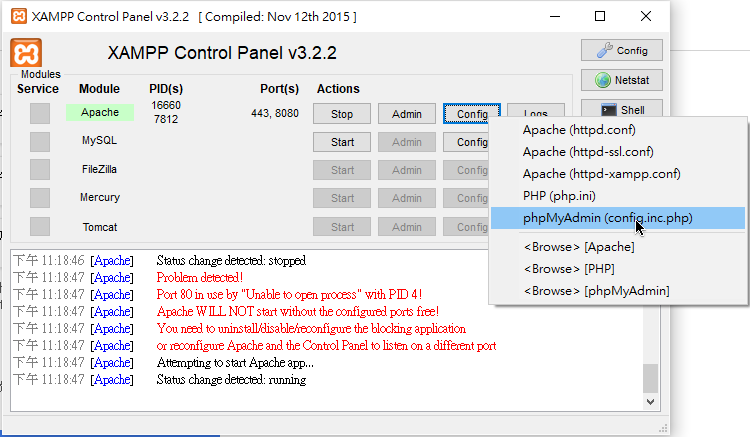 XAMPP Control Panel v3.2.2 [ Compiled: Nov 12th 2015 ]
XAMPP Control Panel v3.2.2
Config
Modules
Service Module PID(s) Port(s) Actions
Netstat
Apache 16660 7812 443, 8080 Stop Admin Config Logs
Shell
MySQL Start Admin Config
FileZilla Start Admin
Mercury Start Admin
Tomcat Start Admin
Apache (httpd.conf)
Apache (httpd-ssl.conf)
Apache (httpd-xampp.conf)
PHP (php.ini)
phpMyAdmin (config.inc.php)
<Browse> [Apache]
<Browse> [PHP]
<Browse> [phpMyAdmin]
下午 11:18:46 [Apache] Status change detected: stopped
下午 11:18:47 [Apache] Problem detected!
下午 11:18:47 [Apache] Port 80 in use by "Unable to open process" with PID 4!
下午 11:18:47 [Apache] Apache WILL NOT start without the configured ports free!
下午 11:18:47 [Apache] You need to uninstall/disable/reconfigure the blocking application
下午 11:18:47 [Apache] or reconfigure Apache and the Control Panel to listen on a different port
下午 11:18:47 [Apache] Attempting to start Apache app...
下午 11:18:47 [Apache] Status change detected: running